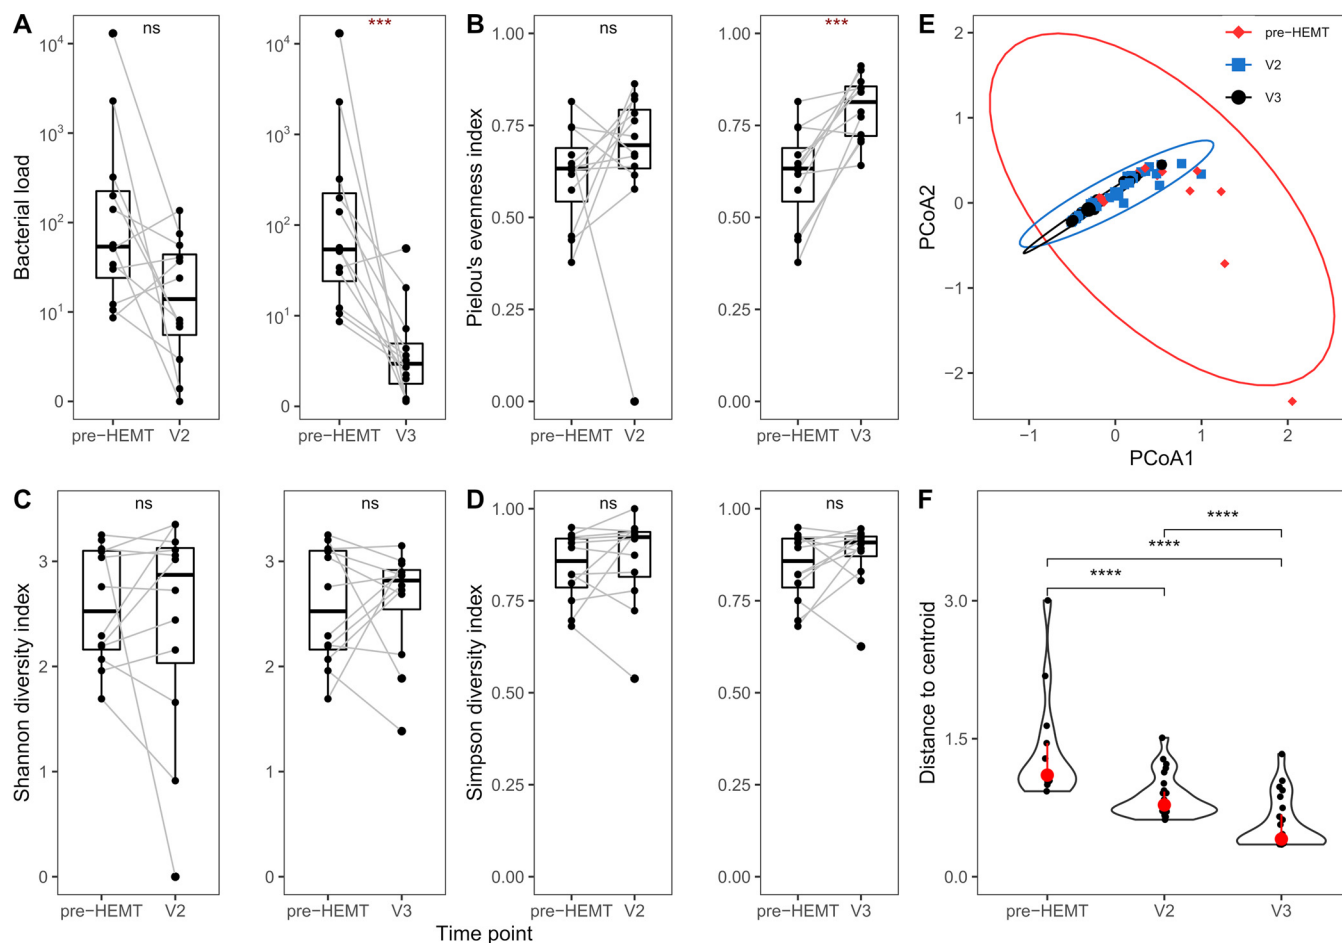 A
Bacterial load
10⁴
10³
10²
10¹
0
ns
pre−HEMT
V2
10⁴
10³
10²
10¹
0
***
pre−HEMT
V3
B
Pielou's evenness index
1.00
0.75
0.50
0.25
0.00
ns
pre−HEMT
V2
1.00
0.75
0.50
0.25
0.00
***
pre−HEMT
V3
E
PCoA2
2
1
0
−1
−2
pre−HEMT
V2
V3
−1
0
1
2
PCoA1
C
Shannon diversity index
3
2
1
0
ns
pre−HEMT
V2
3
2
1
0
ns
pre−HEMT
V3
D
Simpson diversity index
1.00
0.75
0.50
0.25
0.00
ns
pre−HEMT
V2
1.00
0.75
0.50
0.25
0.00
ns
pre−HEMT
V3
Time point
F
Distance to centroid
3.0
1.5
0.0
****
****
****
pre−HEMT
V2
V3